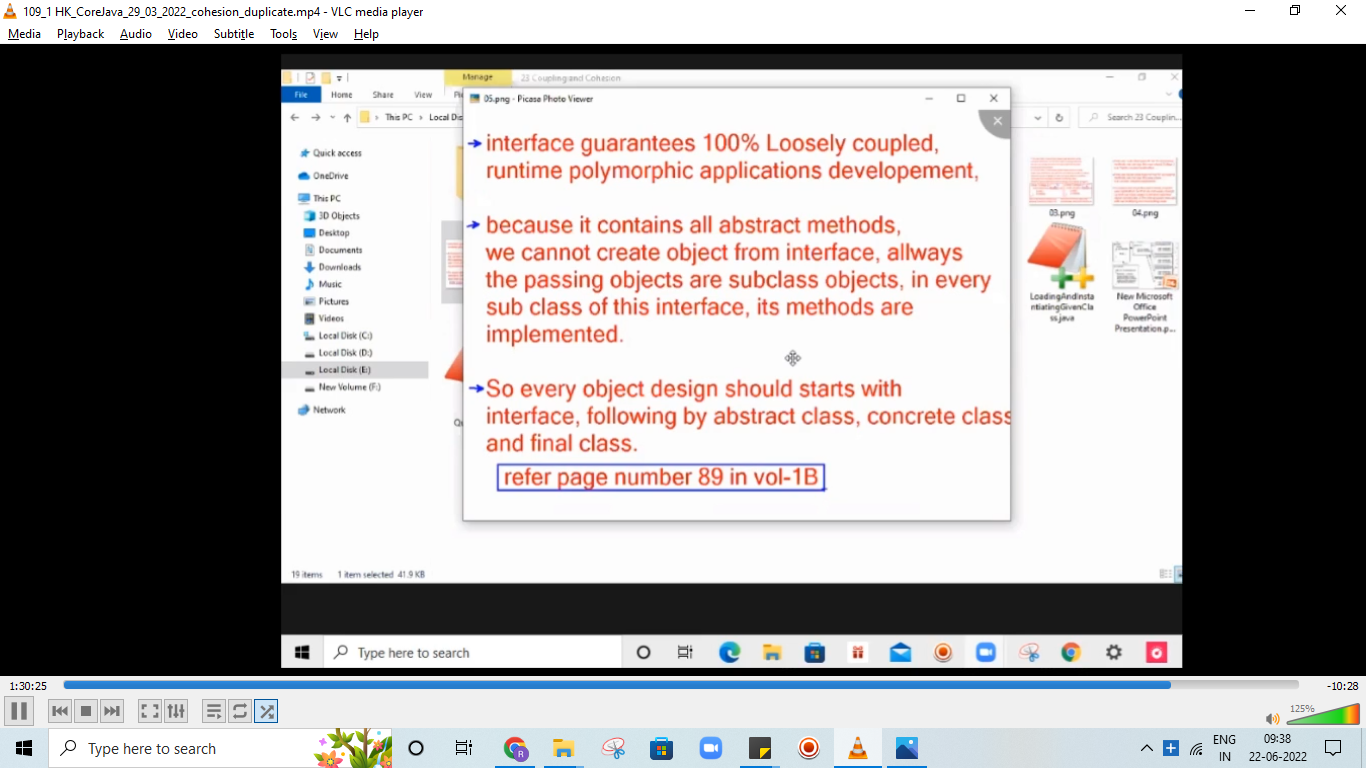 109_1 HK_CoreJava_29_03_2022_cohesion_duplicate.mp4 - VLC media player
Media Playback Audio Video Subtitle Tools View Help
Manage 23 Coupling and Cohesion
File Home Share View
This PC › Local Dis
Search 23 Couplin...
05.png - Picasa Photo Viewer
Quick access
OneDrive
This PC
3D Objects
Desktop
Documents
Downloads
Music
Pictures
Videos
Local Disk (C:)
Local Disk (D:)
Local Disk (E:)
New Volume (F:)
Network
interface guarantees 100% Loosely coupled,
runtime polymorphic applications developement,
because it contains all abstract methods,
we cannot create object from interface, allways
the passing objects are subclass objects, in every
sub class of this interface, its methods are
implemented.
So every object design should starts with
interface, following by abstract class, concrete class
and final class.
refer page number 89 in vol-1B
03.png
04.png
LoadingAndInsta
ntiatingGivenCla
ss.java
New Microsoft
Office
PowerPoint
Presentation.p...
19 items 1 item selected 41.9 KB
Type here to search
1:30:25
-10:28
125%
Type here to search
ENG
IN
09:38
22-06-2022